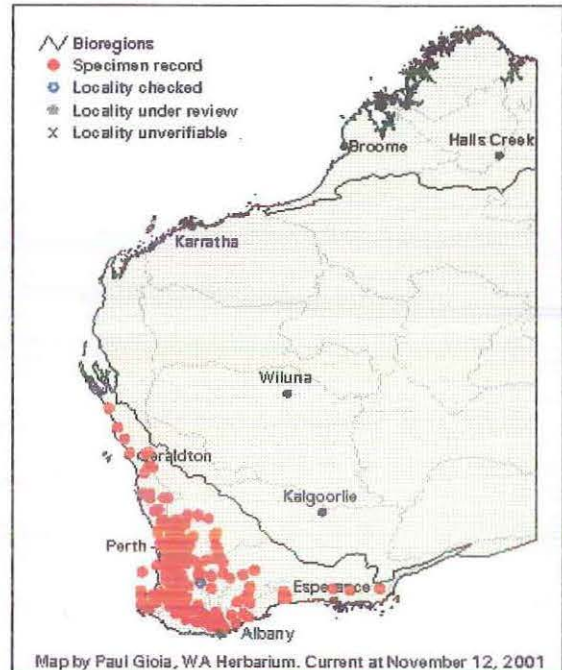 Bioregions
Specimen record
Locality checked
Locality under review
Locality unverifiable
Broome
Halls Creek
Karratha
Wiluna
Geraldton
Kalgoorlie
Perth
Esperance
Albany
Map by Paul Gioia, WA Herbarium. Current at November 12, 2001